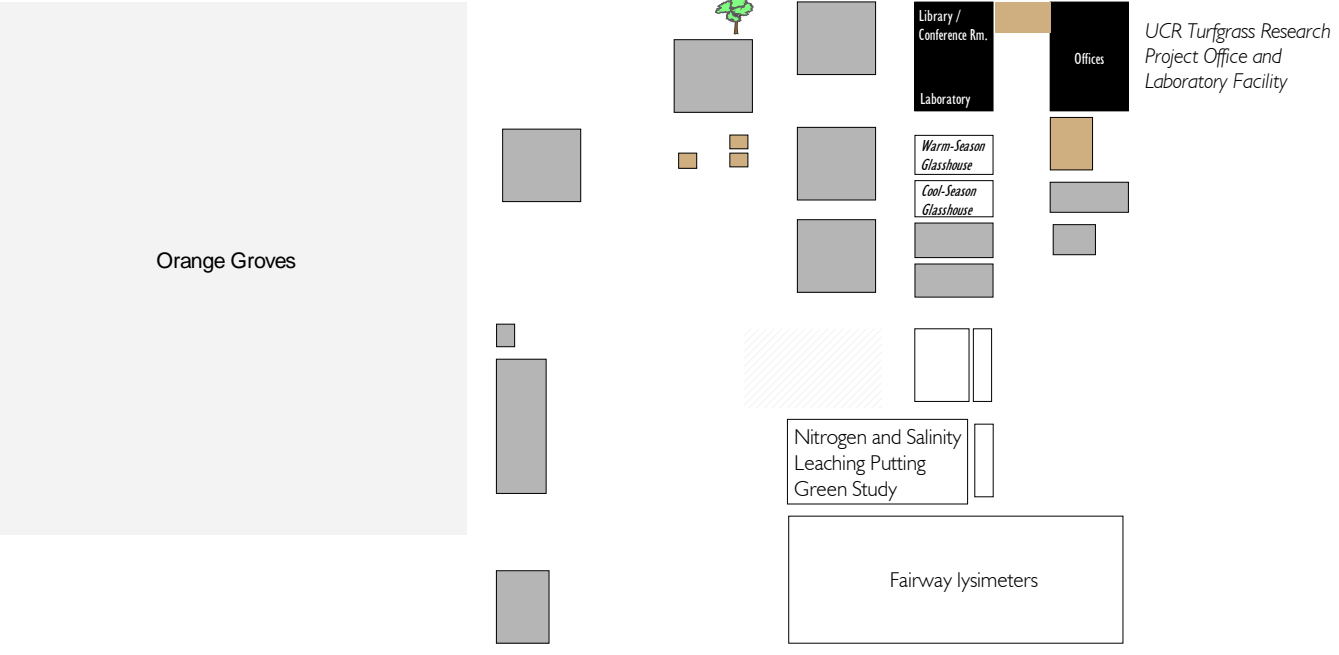 Library /
Conference Rm.
Laboratory
Offices
UCR Turfgrass Research
Project Office and
Laboratory Facility
Warm-Season
Glasshouse
Cool-Season
Glasshouse
Orange Groves
Nitrogen and Salinity
Leaching Putting
Green Study
Fairway lysimeters